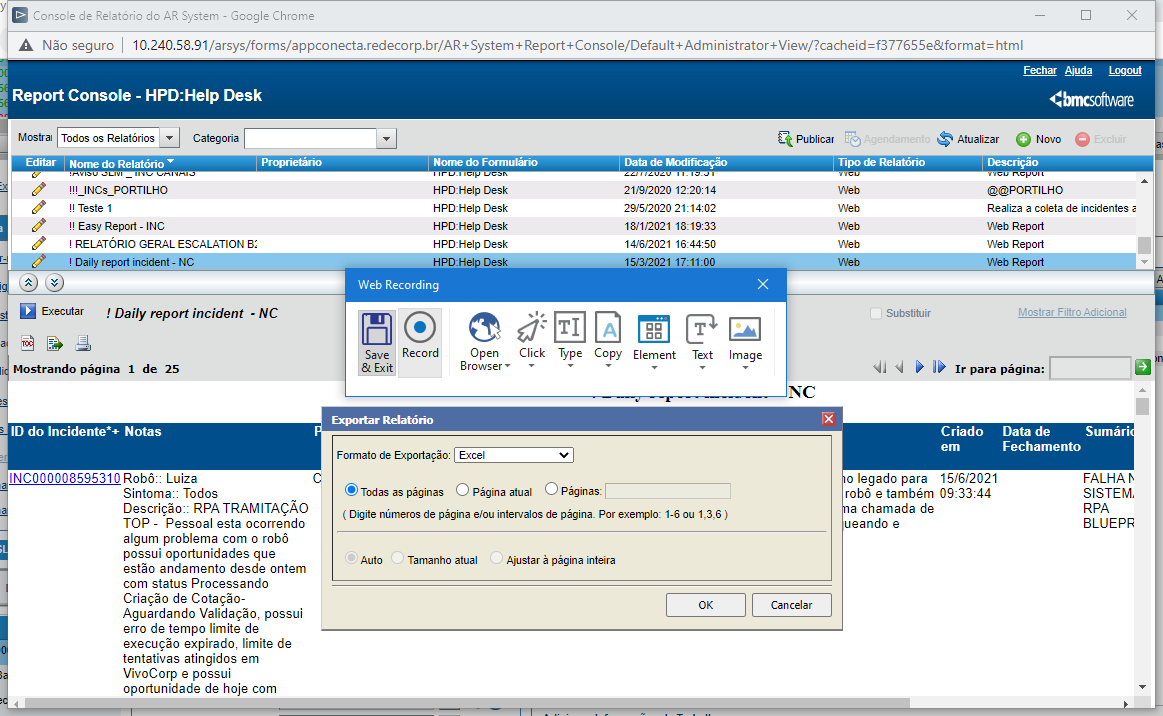 Console de Relatório do AR System - Google Chrome
Não seguro
10.240.58.91/arsys/forms/appconecta.redecorp.br/AR+System+Report+Console/Default+Administrator+View/?cacheid=f377655e&format=html
Fechar Ajuda Logout
Report Console - HPD:Help Desk
bmcsoftware
Mostrar Todos os Relatórios Categoria Publicar Agendamento Atualizar Novo Excluir
Editar Nome do Relatório Proprietário Nome do Formulário Data de Modificação Tipo de Relatório Descrição
!Aviso SLM _ INC CANAIS HPD:Help Desk 22/7/2020 11:19:51 Web Web Report
!!!_INCs_PORTILHO HPD:Help Desk 21/9/2020 12:20:14 Web @@PORTILHO
!! Teste 1 HPD:Help Desk 29/5/2020 21:14:02 Web Realiza a coleta de incidentes a
!! Easy Report - INC HPD:Help Desk 18/1/2021 18:19:33 Web Web Report
! RELATÓRIO GERAL ESCALATION B2 HPD:Help Desk 14/6/2021 16:44:50 Web Web Report
! Daily report incident - NC HPD:Help Desk 15/3/2021 17:11:00 Web Web Report
Web Recording
Save & Exit
Record
Open Browser
Click
Type
Copy
Element
Text
Image
Executar ! Daily report incident - NC
Substituir Mostrar Filtro Adicional
TOC
Mostrando página 1 de 25
Ir para página:
NC
Exportar Relatório
Formato de Exportação: Excel
Todas as páginas Página atual Páginas:
( Digite números de página e/ou intervalos de página. Por exemplo: 1-6 ou 1,3,6 )
Auto Tamanho atual Ajustar à página inteira
OK Cancelar
ID do Incidente*+ Notas
Criado em
Data de Fechamento
Sumário
INC000008595310
Robô:: Luiza
Sintoma:: Todos
Descrição:: RPA TRAMITAÇÃO
TOP - Pessoal esta ocorrendo
algum problema com o robô
possui oportunidades que
estão andamento desde ontem
com status Processando
Criação de Cotação-
Aguardando Validação, possui
erro de tempo limite de
execução expirado, limite de
tentativas atingidos em
VivoCorp e possui
oportunidade de hoje com
no legado para
robô e também
ma chamada de
queando e
15/6/2021
09:33:44
FALHA N
SISTEMA
RPA
BLUEPR